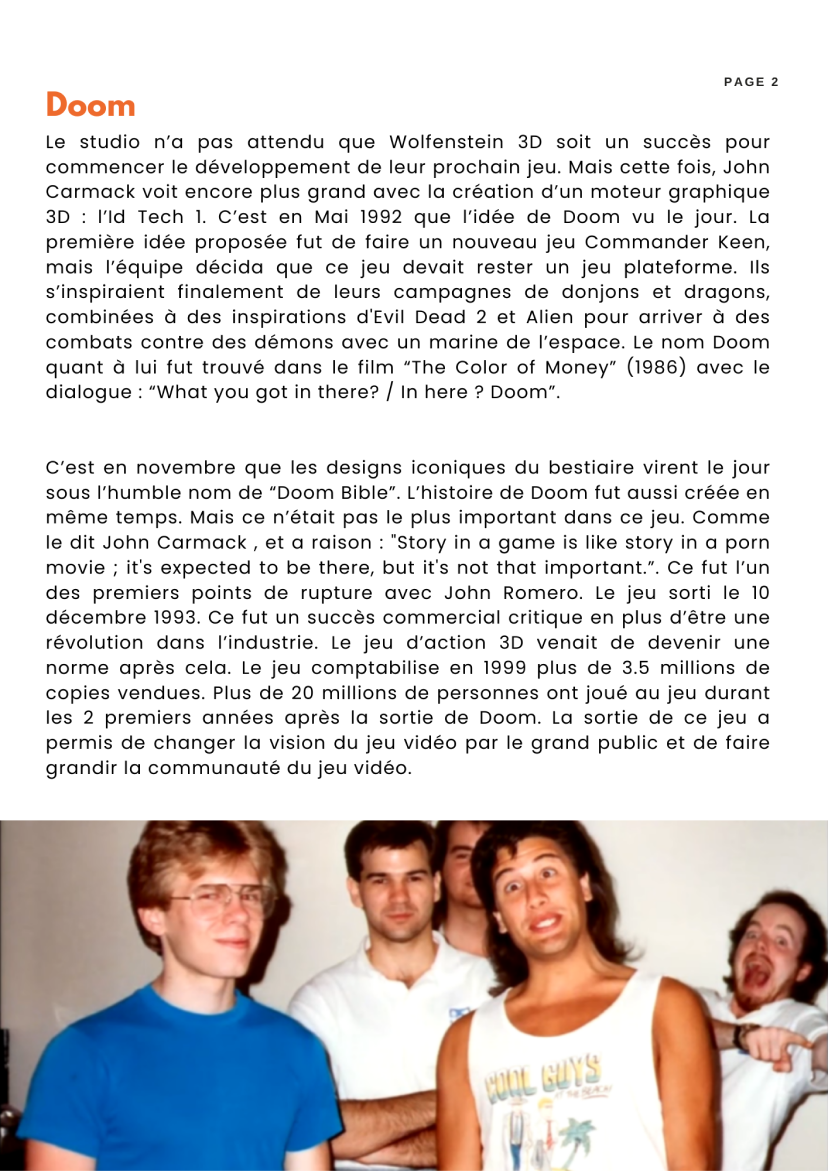 PAGE 2
Doom
Le studio n’a pas attendu que Wolfenstein 3D soit un succès pour
commencer le développement de leur prochain jeu. Mais cette fois, John
Carmack voit encore plus grand avec la création d’un moteur graphique
3D : l’Id Tech 1. C’est en Mai 1992 que l’idée de Doom vu le jour. La
première idée proposée fut de faire un nouveau jeu Commander Keen,
mais l’équipe décida que ce jeu devait rester un jeu plateforme. Ils
s’inspiraient finalement de leurs campagnes de donjons et dragons,
combinées à des inspirations d'Evil Dead 2 et Alien pour arriver à des
combats contre des démons avec un marine de l’espace. Le nom Doom
quant à lui fut trouvé dans le film “The Color of Money” (1986) avec le
dialogue : “What you got in there? / In here ? Doom”.
C’est en novembre que les designs iconiques du bestiaire virent le jour
sous l’humble nom de “Doom Bible”. L’histoire de Doom fut aussi créée en
même temps. Mais ce n’était pas le plus important dans ce jeu. Comme
le dit John Carmack , et a raison : "Story in a game is like story in a porn
movie ; it's expected to be there, but it's not that important.”. Ce fut l’un
des premiers points de rupture avec John Romero. Le jeu sorti le 10
décembre 1993. Ce fut un succès commercial critique en plus d’être une
révolution dans l’industrie. Le jeu d’action 3D venait de devenir une
norme après cela. Le jeu comptabilise en 1999 plus de 3.5 millions de
copies vendues. Plus de 20 millions de personnes ont joué au jeu durant
les 2 premiers années après la sortie de Doom. La sortie de ce jeu a
permis de changer la vision du jeu vidéo par le grand public et de faire
grandir la communauté du jeu vidéo.
COOL GUYS
AT THE BEACH